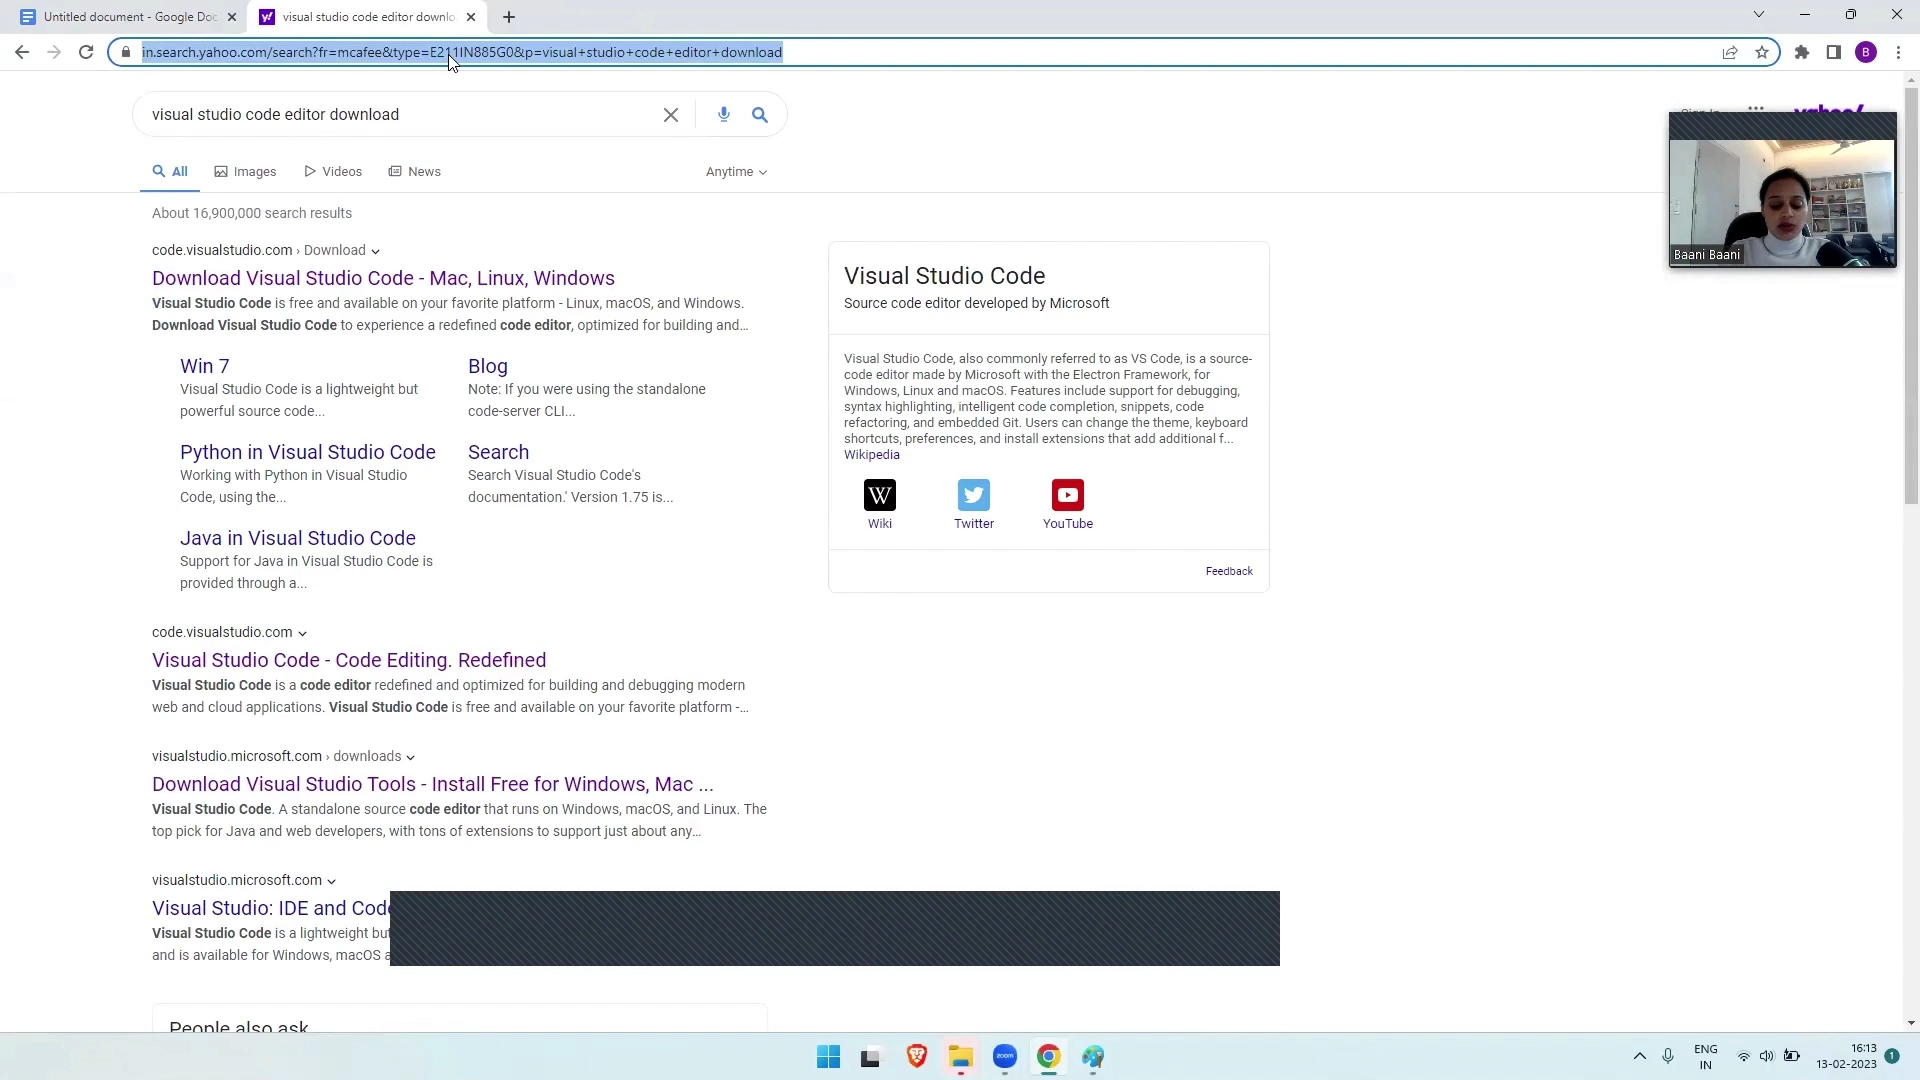 Untitled document - Google Doc
visual studio code editor downlo
in.search.yahoo.com/search?fr=mcafee&type=E211IN885G0&p=visual+studio+code+editor+download
B
visual studio code editor download
Sign In
yahoo!
All
Images
Videos
News
Anytime
Baani Baani
About 16,900,000 search results
code.visualstudio.com › Download
Download Visual Studio Code - Mac, Linux, Windows
Visual Studio Code is free and available on your favorite platform - Linux, macOS, and Windows.
Download Visual Studio Code to experience a redefined code editor, optimized for building and…
Win 7
Visual Studio Code is a lightweight but
powerful source code...
Blog
Note: If you were using the standalone
code-server CLI...
Python in Visual Studio Code
Working with Python in Visual Studio
Code, using the...
Search
Search Visual Studio Code's
documentation.' Version 1.75 is...
Java in Visual Studio Code
Support for Java in Visual Studio Code is
provided through a...
code.visualstudio.com
Visual Studio Code - Code Editing. Redefined
Visual Studio Code is a code editor redefined and optimized for building and debugging modern
web and cloud applications. Visual Studio Code is free and available on your favorite platform -…
visualstudio.microsoft.com › downloads
Download Visual Studio Tools - Install Free for Windows, Mac ...
Visual Studio Code. A standalone source code editor that runs on Windows, macOS, and Linux. The
top pick for Java and web developers, with tons of extensions to support just about any…
visualstudio.microsoft.com
Visual Studio: IDE and Code
Visual Studio Code is a lightweight but
and is available for Windows, macOS a
People also ask
Visual Studio Code
Source code editor developed by Microsoft
Visual Studio Code, also commonly referred to as VS Code, is a source-
code editor made by Microsoft with the Electron Framework, for
Windows, Linux and macOS. Features include support for debugging,
syntax highlighting, intelligent code completion, snippets, code
refactoring, and embedded Git. Users can change the theme, keyboard
shortcuts, preferences, and install extensions that add additional f...
Wikipedia
W
Wiki
Twitter
YouTube
Feedback
zoom
ENG
IN
16:13
13-02-2023
1